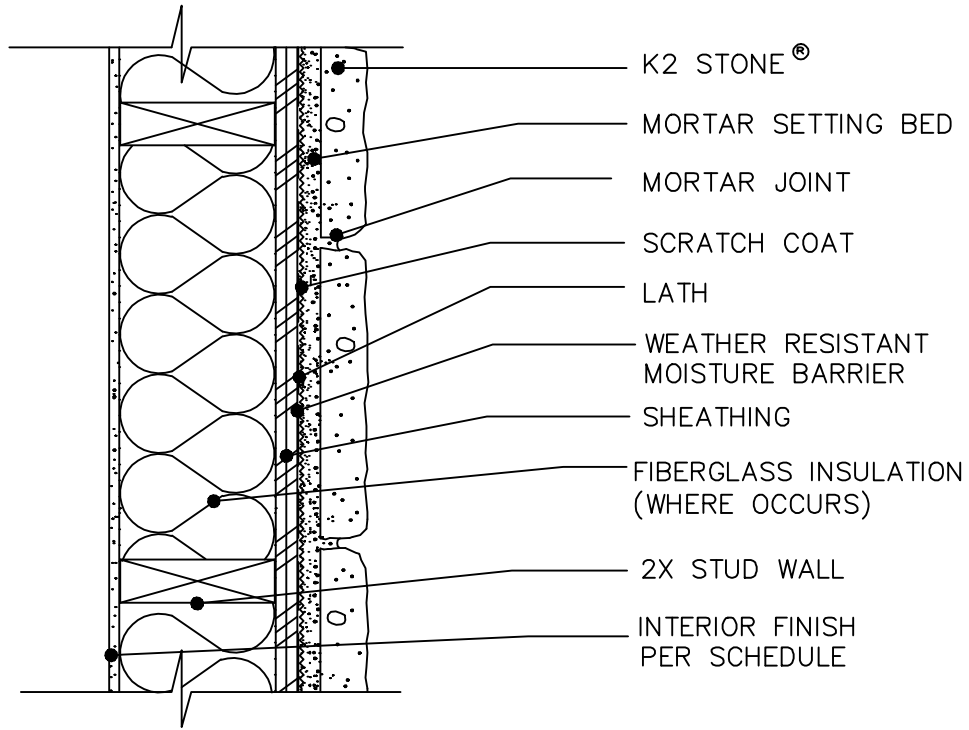 K2 STONE®
MORTAR SETTING BED
MORTAR JOINT
SCRATCH COAT
LATH
WEATHER RESISTANT
MOISTURE BARRIER
SHEATHING
FIBERGLASS INSULATION
(WHERE OCCURS)
2X STUD WALL
INTERIOR FINISH
PER SCHEDULE